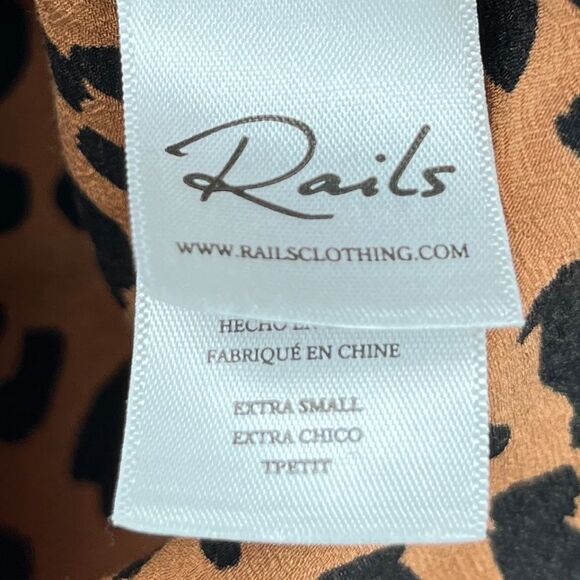 Rails
WWW.RAILSCLOTHING.COM
HECHO
FABRIQUÉ EN CHINE
EXTRA SMALL
EXTRA CHICO
TPETIT